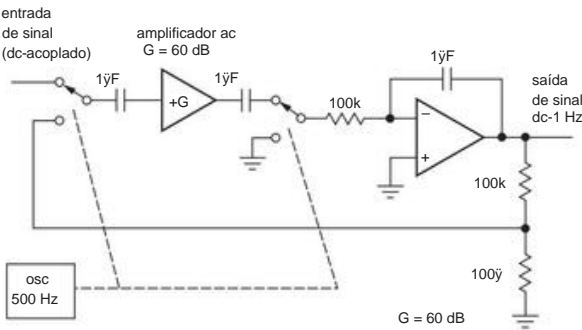 entrada
de sinal
(dc-acoplado)
amplificador ac
G = 60 dB
1ÿF
+G
1ÿF
100k
1ÿF
−
+
saída
de sinal
dc-1 Hz
100k
100ÿ
osc
500 Hz
G = 60 dB